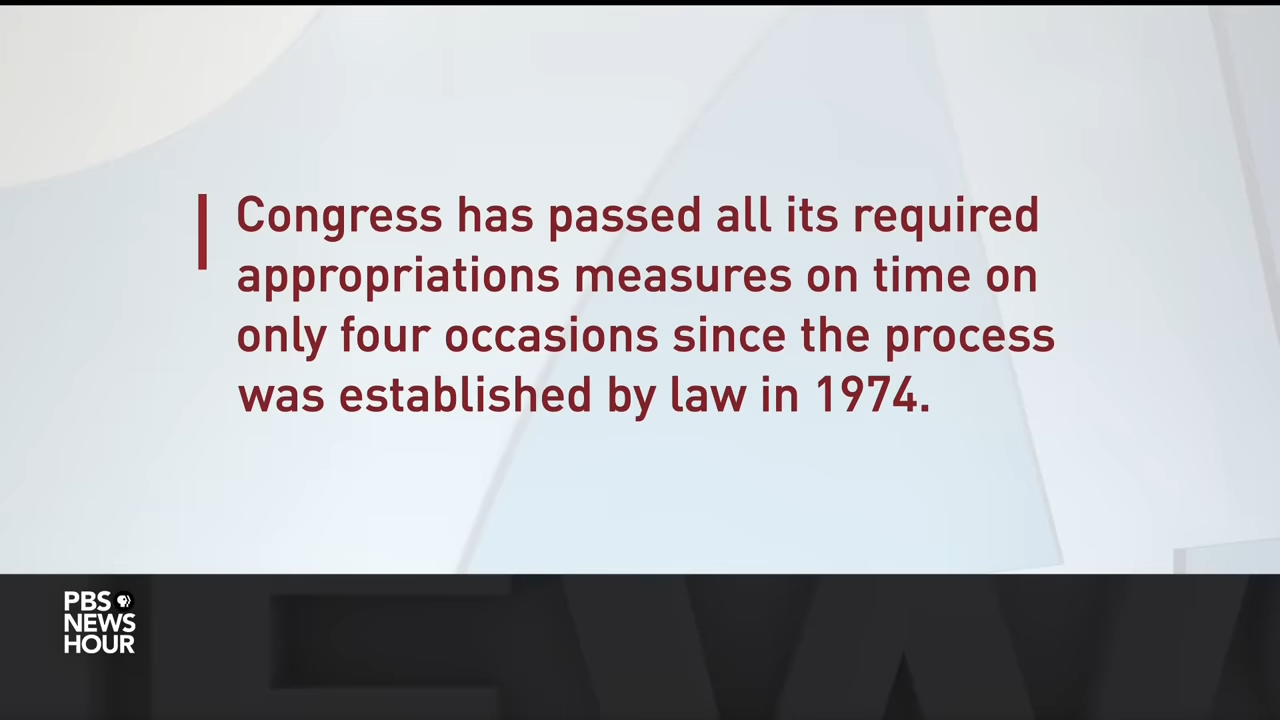 Congress has passed all its required
appropriations measures on time on
only four occasions since the process
was established by law in 1974.
PBS
NEWS
HOUR